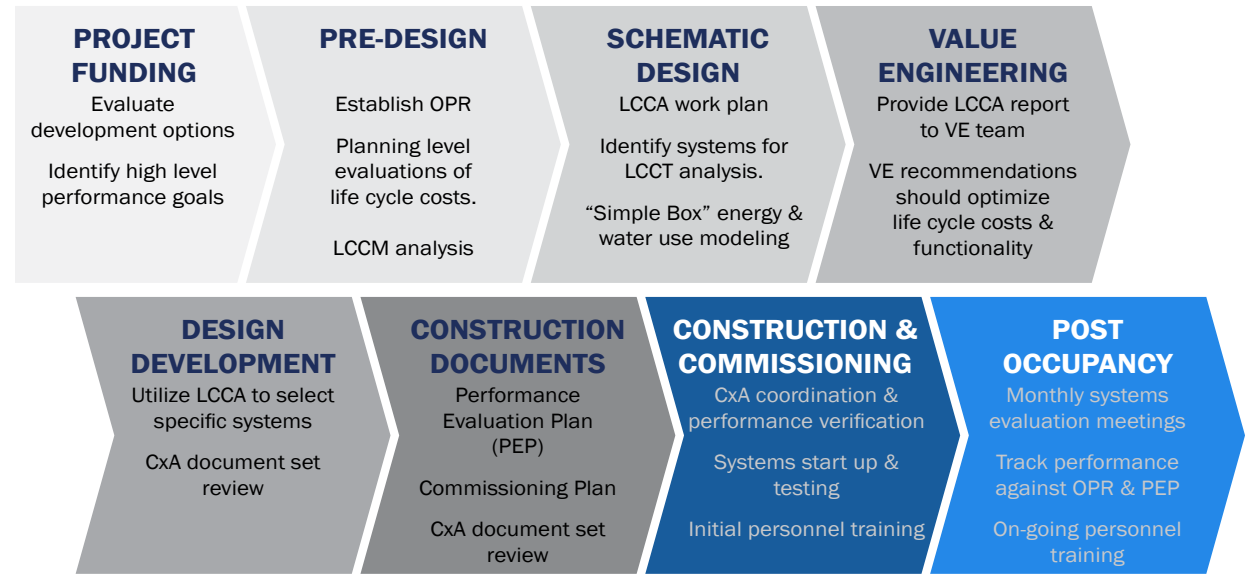 PROJECT
FUNDING
Evaluate
development options
Identify high level
performance goals
PRE-DESIGN
Establish OPR
Planning level
evaluations of
life cycle costs.
LCCM analysis
SCHEMATIC
DESIGN
LCCA work plan
Identify systems for
LCCT analysis.
“Simple Box” energy &
water use modeling
VALUE
ENGINEERING
Provide LCCA report
to VE team
VE recommendations
should optimize
life cycle costs &
functionality
DESIGN
DEVELOPMENT
Utilize LCCA to select
specific systems
CxA document set
review
CONSTRUCTION
DOCUMENTS
Performance
Evaluation Plan
(PEP)
Commissioning Plan
CxA document set
review
CONSTRUCTION &
COMMISSIONING
CxA coordination &
performance verification
Systems start up &
testing
Initial personnel training
POST
OCCUPANCY
Monthly systems
evaluation meetings
Track performance
against OPR & PEP
On-going personnel
training